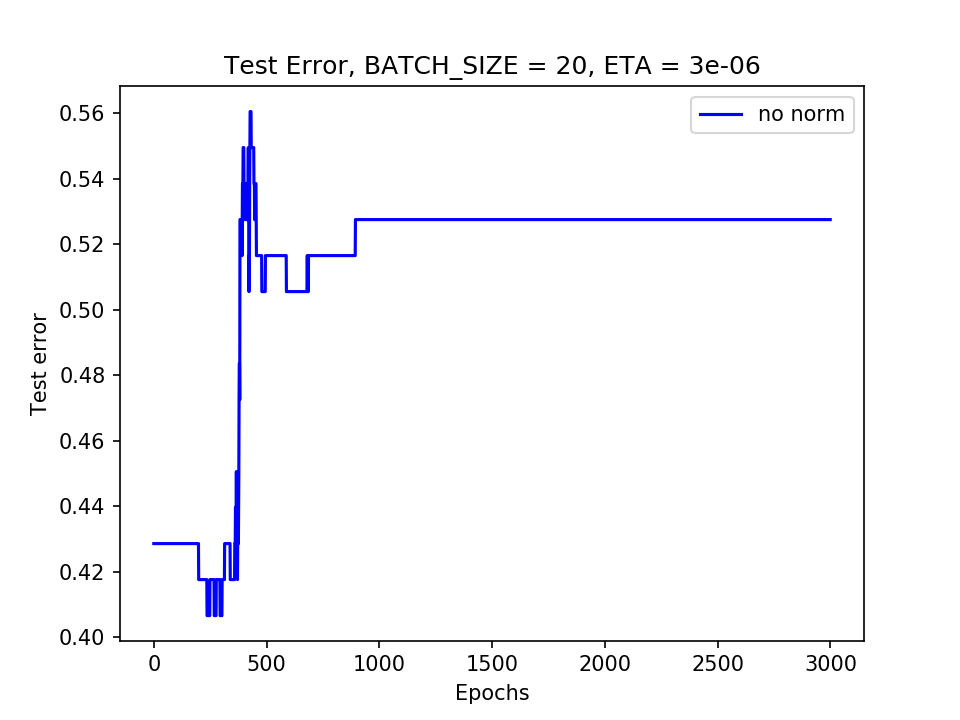 Test Error, BATCH_SIZE = 20, ETA = 3e-06
no norm
Test error
0.56
0.54
0.52
0.50
0.48
0.46
0.44
0.42
0.40
0 500 1000 1500 2000 2500 3000
Epochs